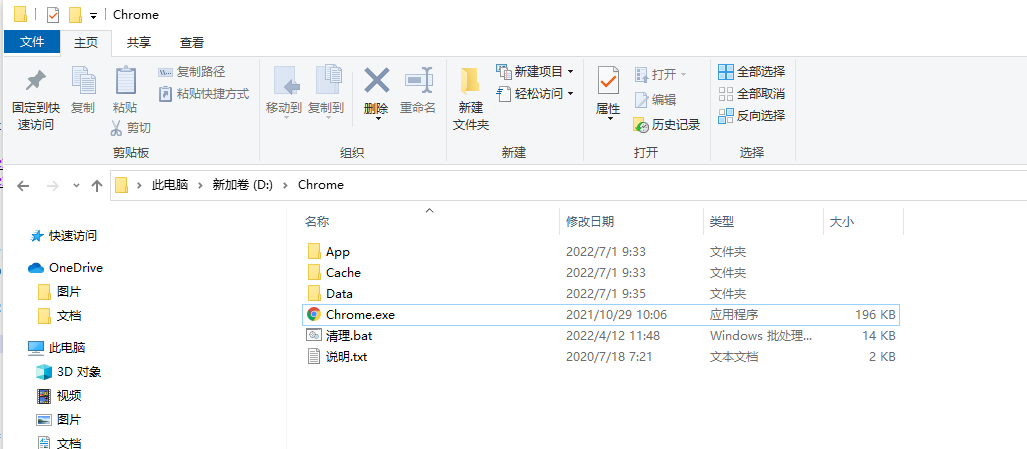 Chrome
文件 主页 共享 查看
固定到快速访问
复制
粘贴
复制路径
粘贴快捷方式
剪切
剪贴板
移动到 复制到 删除 重命名
组织
新建文件夹
新建项目
轻松访问
新建
属性
打开
编辑
历史记录
打开
全部选择
全部取消
反向选择
选择
此电脑 新加卷 (D:) Chrome
名称 修改日期 类型 大小
快速访问
OneDrive
图片
文档
此电脑
3D 对象
视频
图片
文档
App 2022/7/1 9:33 文件夹
Cache 2022/7/1 9:33 文件夹
Data 2022/7/1 9:35 文件夹
Chrome.exe 2021/10/29 10:06 应用程序 196 KB
清理.bat 2022/4/12 11:48 Windows 批处理... 14 KB
说明.txt 2020/7/18 7:21 文本文档 2 KB